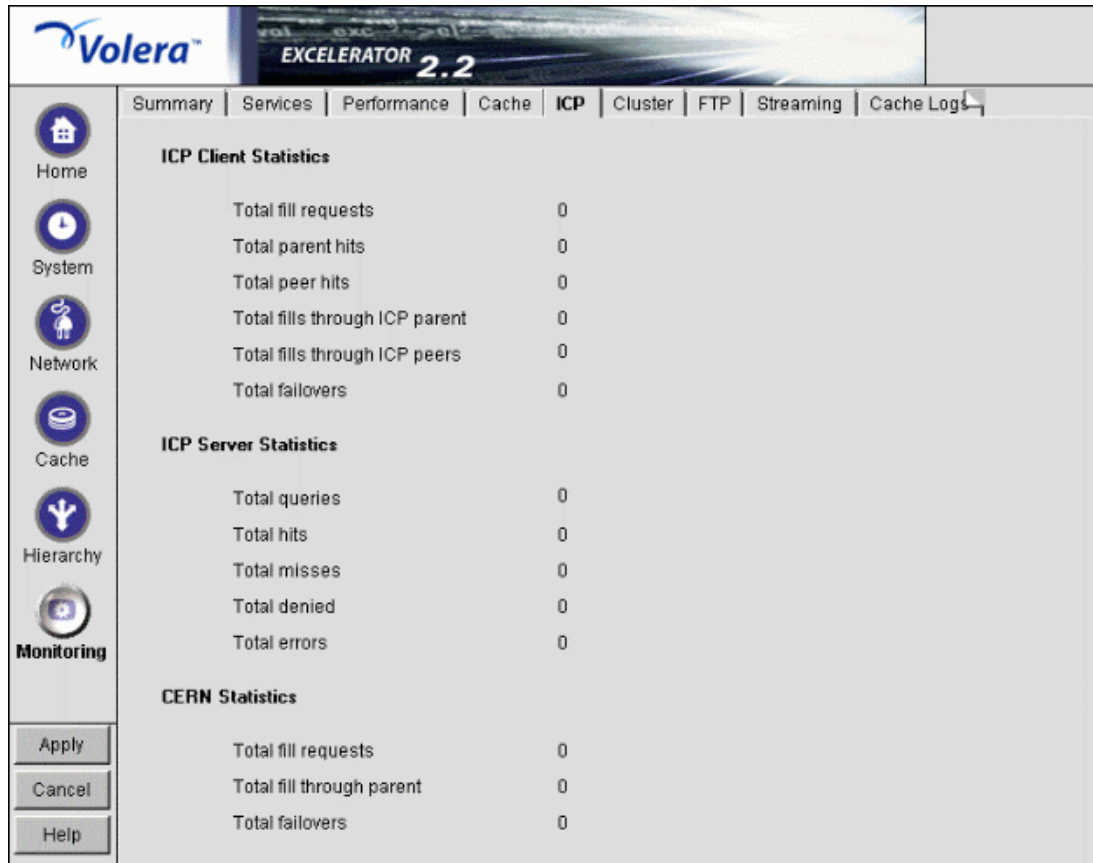 Volera™
EXCELERATOR 2.2
Summary Services Performance Cache ICP Cluster FTP Streaming Cache Logs
Home
System
Network
Cache
Hierarchy
Monitoring
Apply
Cancel
Help
ICP Client Statistics
Total fill requests 0
Total parent hits 0
Total peer hits 0
Total fills through ICP parent 0
Total fills through ICP peers 0
Total failovers 0
ICP Server Statistics
Total queries 0
Total hits 0
Total misses 0
Total denied 0
Total errors 0
CERN Statistics
Total fill requests 0
Total fill through parent 0
Total failovers 0